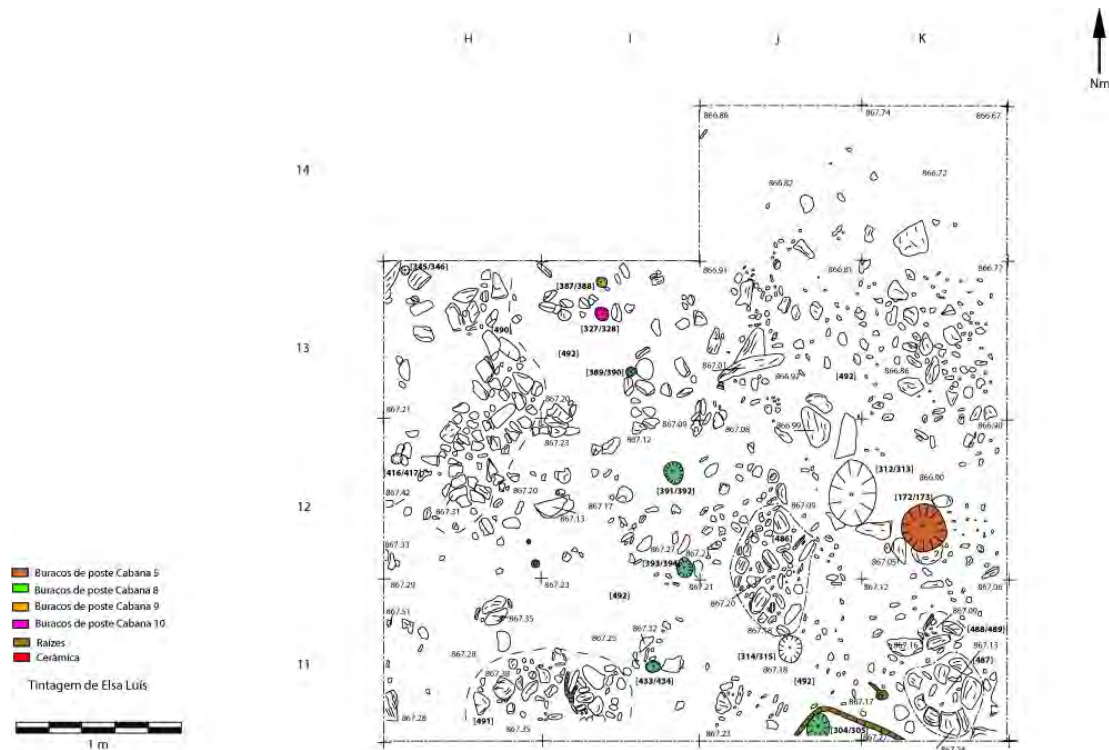 H I J K
Nm
866.86 867.74 866.67
14
866.72
866.82
[345/346] 866.91 866.81 866.77
[387/388]
[490] [327/328]
13 [492]
867.01
[389/390] 866.92 [492] 866.86
867.21 867.20
867.09 867.08 866.99 866.90
867.23 867.12
[416/417] [312/313]
866.00
867.42 867.20 [391/392] [172/173]
12 867.31 867.17 867.09
867.13
[486]
867.33 867.27 867.21
[393/394] 867.05
867.29 867.23 867.21 867.12 867.06
[492] 867.20
867.51 867.35 867.32 867.09
867.25 [488/489]
867.28 867.16 867.13
11 [314/315]
867.38 [433/434] 867.18 [492] [487]
867.17
867.28 [491] 867.35 867.23 [304/305]
Buracos de poste Cabana 5
Buracos de poste Cabana 8
Buracos de poste Cabana 9
Buracos de poste Cabana 10
Raízes
Cerâmica
Tintagem de Elsa Luís
1 m